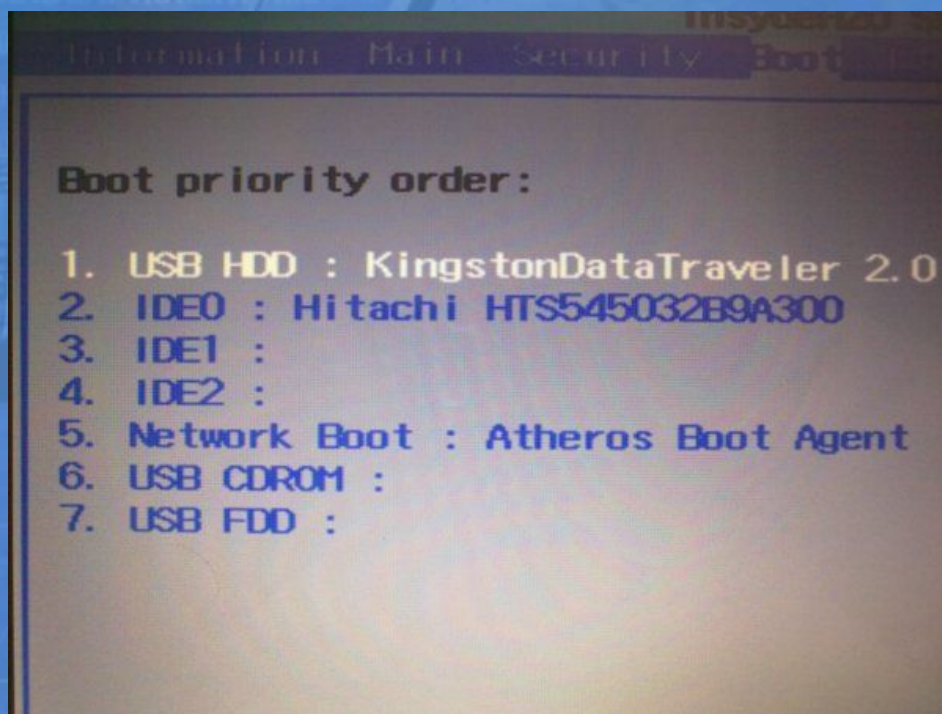 Information Main Security Boot
Boot priority order:
1. USB HDD : KingstonDataTraveler 2.0
2. IDE0 : Hitachi HTS545032B9A300
3. IDE1 :
4. IDE2 :
5. Network Boot : Atheros Boot Agent
6. USB CDROM :
7. USB FDD :